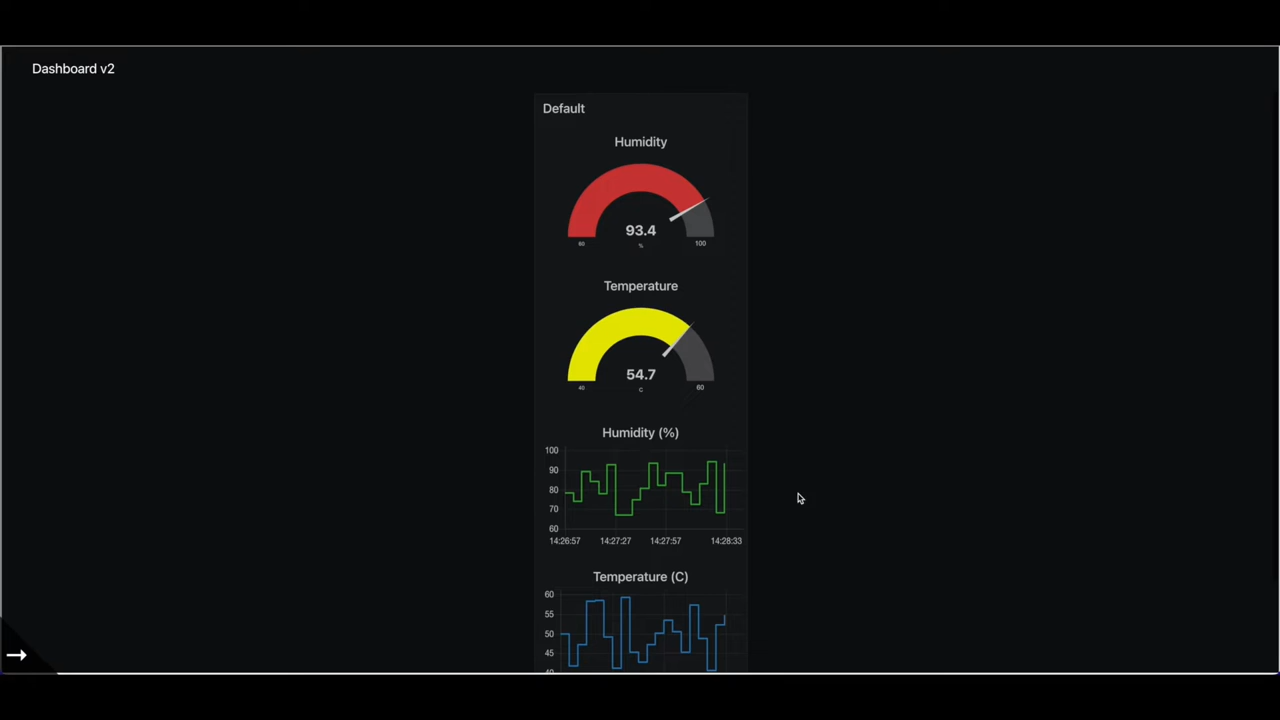 Dashboard v2
Default
Humidity
93.4
%
60 100
Temperature
54.7
C
40 60
Humidity (%)
100
90
80
70
60
14:26:57 14:27:27 14:27:57 14:28:33
Temperature (C)
60
55
50
45